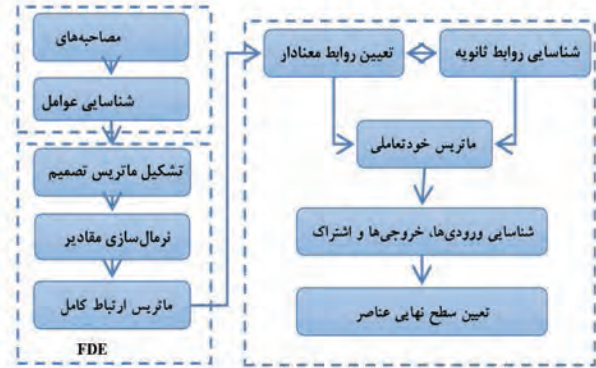 مصاحبه‌های
شناسایی عوامل
تشکیل ماتریس تصمیم
نرمال‌سازی مقادیر
ماتریس ارتباط کامل
FDE
تعیین روابط معنادار
شناسایی روابط ثانویه
ماتریس خودتعاملی
شناسایی ورودی‌ها، خروجی‌ها و اشتراک
تعیین سطح نهایی عناصر